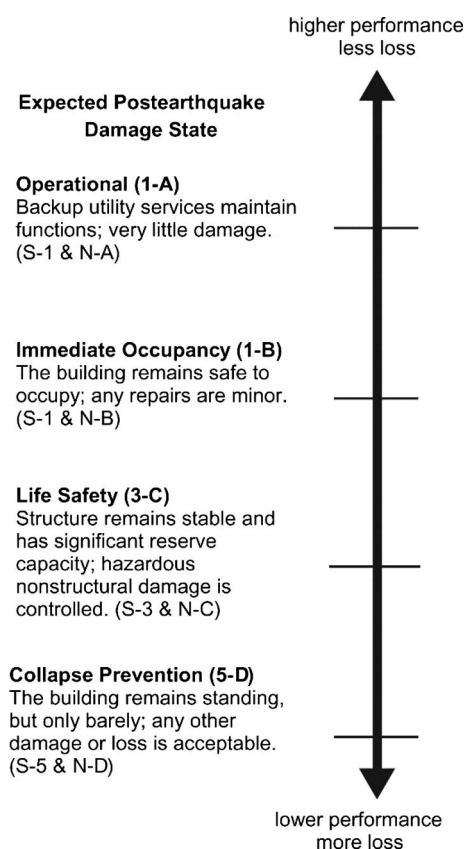 higher performance
less loss
Expected Postearthquake
Damage State
Operational (1-A)
Backup utility services maintain
functions; very little damage.
(S-1 & N-A)
Immediate Occupancy (1-B)
The building remains safe to
occupy; any repairs are minor.
(S-1 & N-B)
Life Safety (3-C)
Structure remains stable and
has significant reserve
capacity; hazardous
nonstructural damage is
controlled. (S-3 & N-C)
Collapse Prevention (5-D)
The building remains standing,
but only barely; any other
damage or loss is acceptable.
(S-5 & N-D)
lower performance
more loss